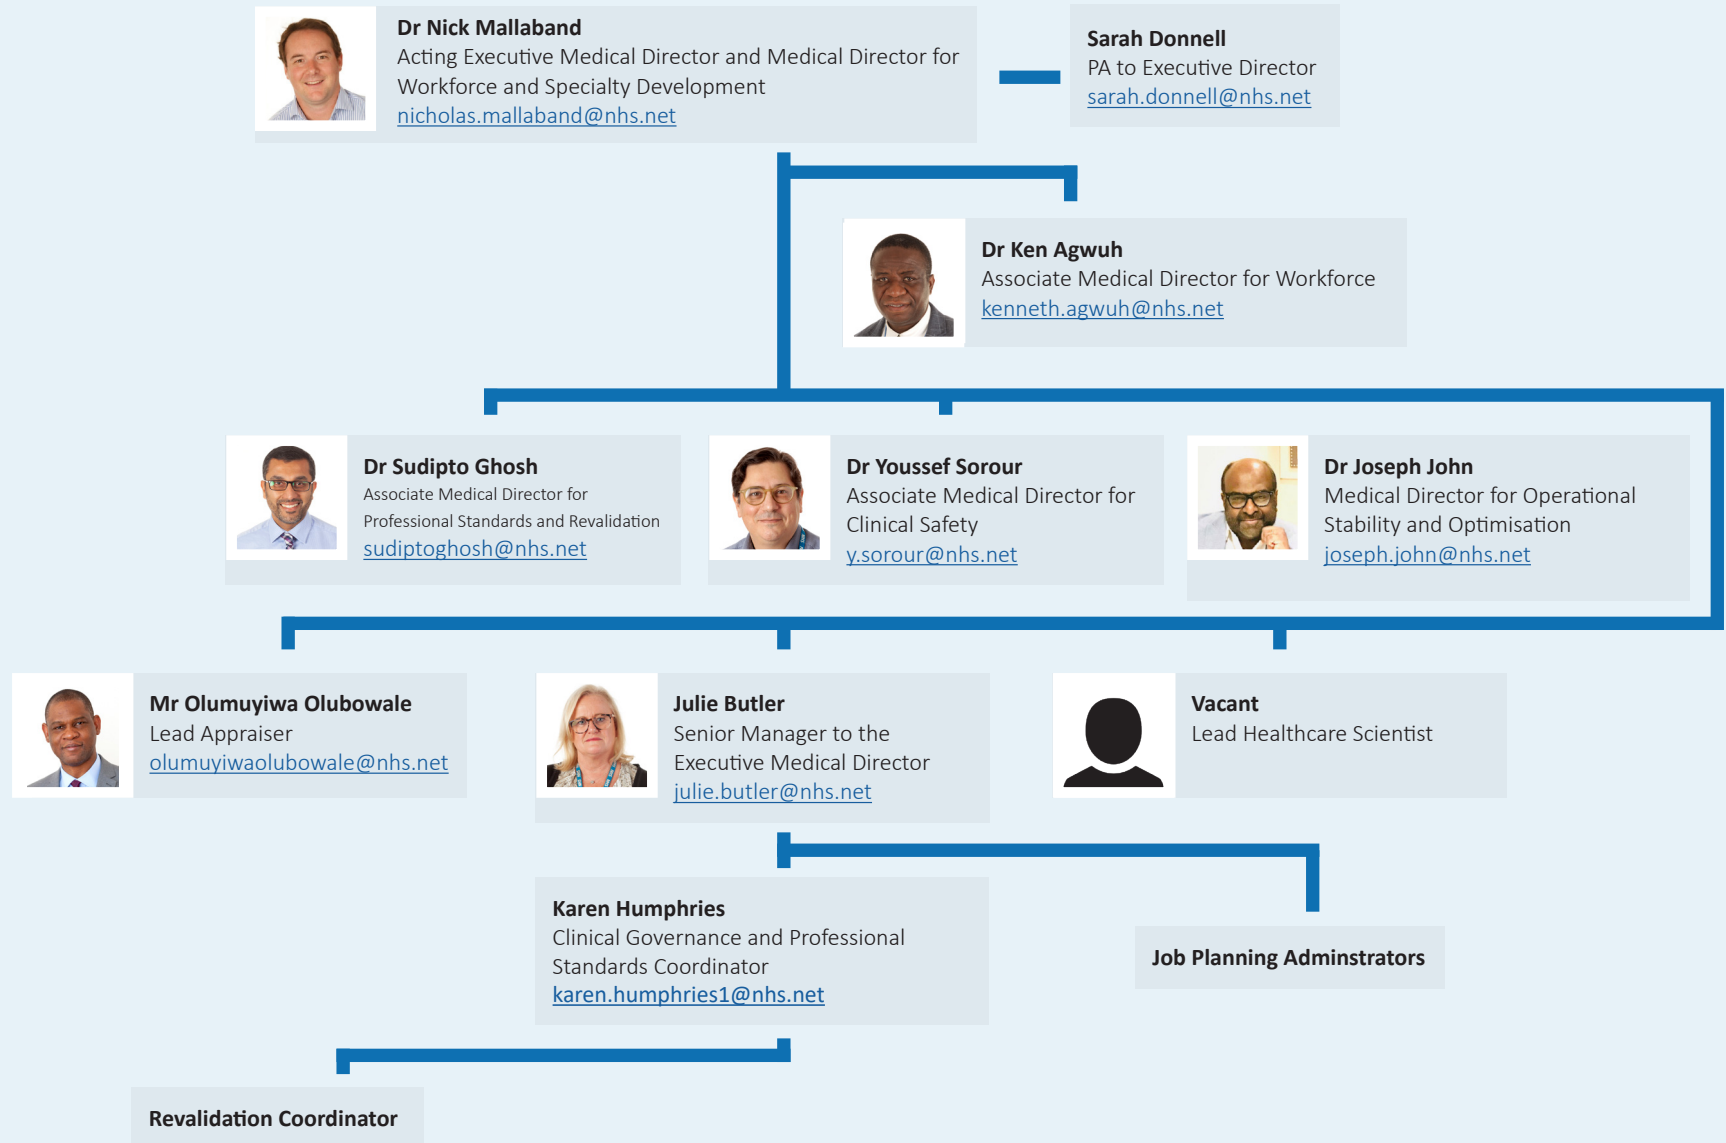 Dr Nick Mallaband
Acting Executive Medical Director and Medical Director for
Workforce and Specialty Development
nicholas.mallaband@nhs.net
Sarah Donnell
PA to Executive Director
sarah.donnell@nhs.net
Dr Ken Agwuh
Associate Medical Director for Workforce
kenneth.agwuh@nhs.net
Dr Sudipto Ghosh
Associate Medical Director for
Professional Standards and Revalidation
sudiptoghosh@nhs.net
Dr Youssef Sorour
Associate Medical Director for
Clinical Safety
y.sorour@nhs.net
Dr Joseph John
Medical Director for Operational
Stability and Optimisation
joseph.john@nhs.net
Mr Olumuyiwa Olubowale
Lead Appraiser
olumuyiwaolubowale@nhs.net
Julie Butler
Senior Manager to the
Executive Medical Director
julie.butler@nhs.net
Vacant
Lead Healthcare Scientist
Karen Humphries
Clinical Governance and Professional
Standards Coordinator
karen.humphries1@nhs.net
Job Planning Adminstrators
Revalidation Coordinator